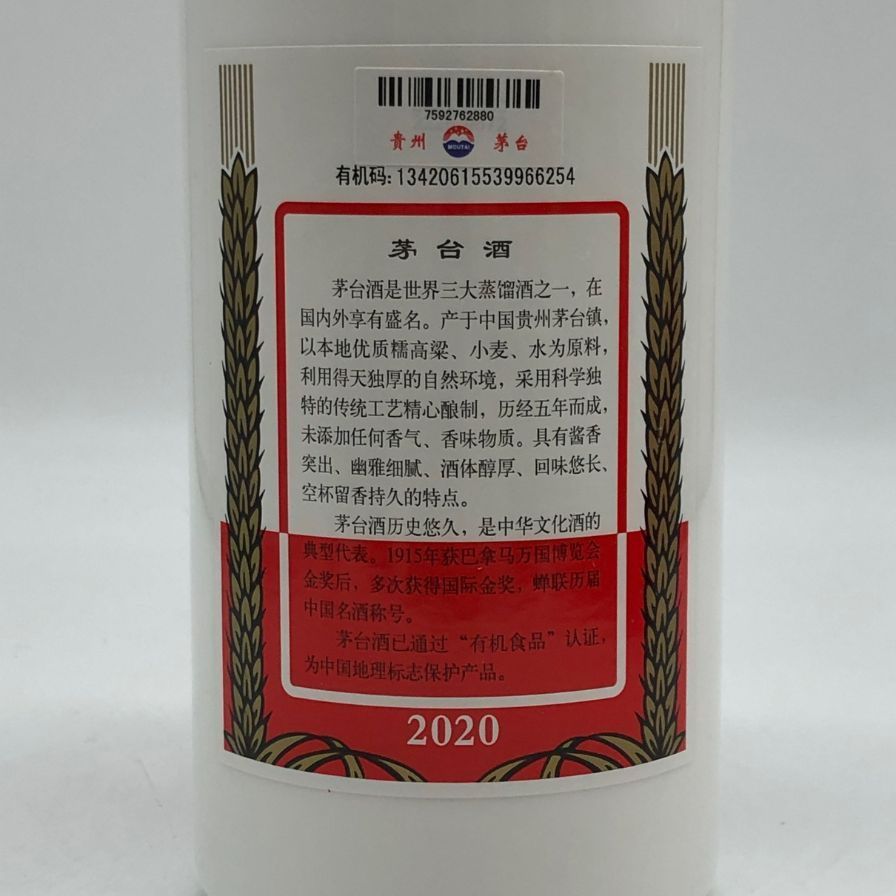 7592762880
贵州 MOUTAI 茅台
有机码:13420615539966254
茅台酒
茅台酒是世界三大蒸馏酒之一，在
国内外享有盛名。产于中国贵州茅台镇，
以本地优质糯高粱、小麦、水为原料，
利用得天独厚的自然环境，采用科学独
特的传统工艺精心酿制，历经五年而成，
未添加任何香气、香味物质。具有酱香
突出、幽雅细腻、酒体醇厚、回味悠长、
空杯留香持久的特点。
茅台酒历史悠久，是中华文化酒的
典型代表。1915年获巴拿马万国博览会
金奖后，多次获得国际金奖，蝉联历届
中国名酒称号。
茅台酒已通过“有机食品”认证，
为中国地理标志保护产品。
2020